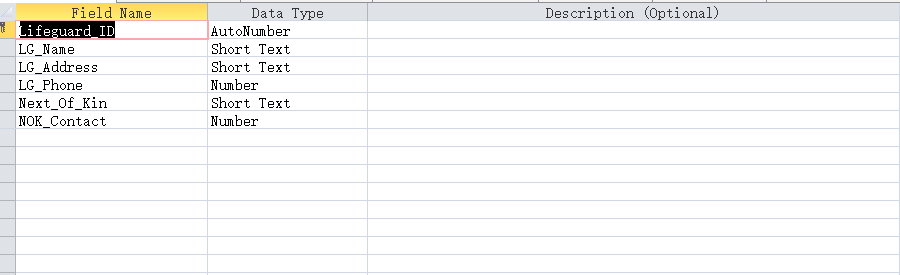 Field Name Data Type Description (Optional)
Lifeguard_ID AutoNumber
LG_Name Short Text
LG_Address Short Text
LG_Phone Number
Next_Of_Kin Short Text
NOK_Contact Number